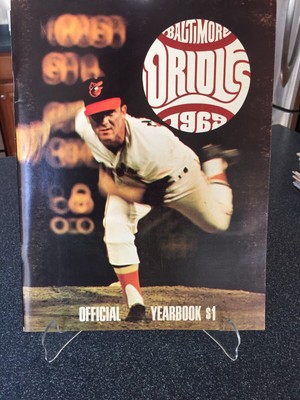 BALTIMORE
ORIOLES
1969
OFFICIAL YEARBOOK $1